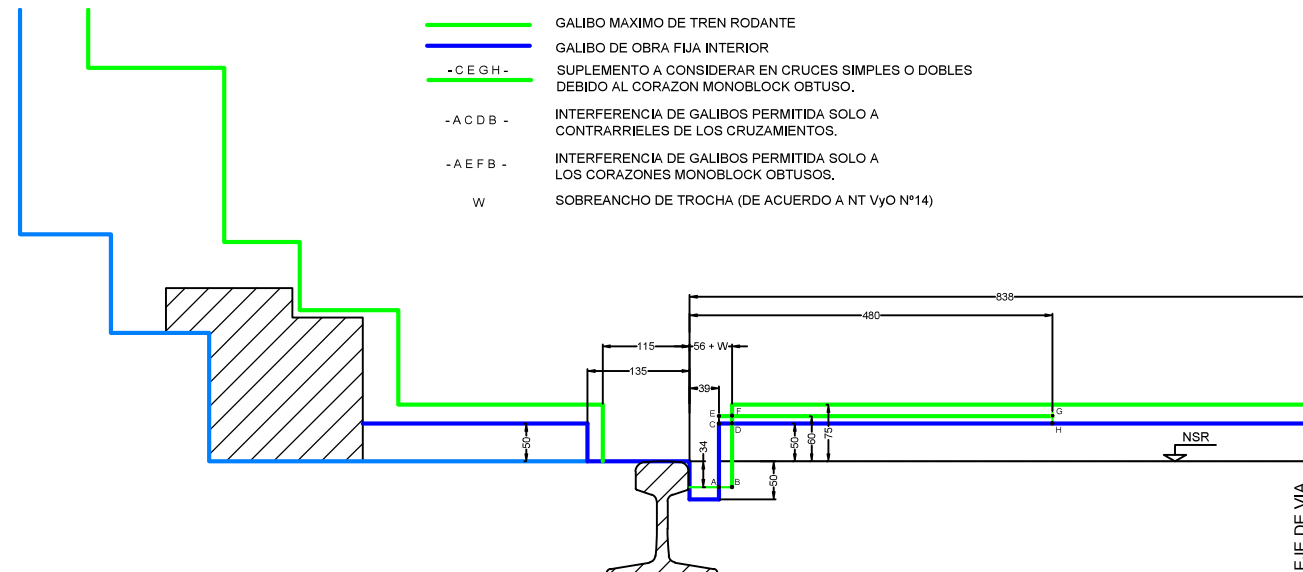 GALIBO MAXIMO DE TREN RODANTE
GALIBO DE OBRA FIJA INTERIOR
- C E G H -
SUPLEMENTO A CONSIDERAR EN CRUCES SIMPLES O DOBLES
DEBIDO AL CORAZON MONOBLOCK OBTUSO.
- A C D B -
INTERFERENCIA DE GALIBOS PERMITIDA SOLO A
CONTRARRIELES DE LOS CRUZAMIENTOS.
- A E F B -
INTERFERENCIA DE GALIBOS PERMITIDA SOLO A
LOS CORAZONES MONOBLOCK OBTUSOS.
W
SOBREANCHO DE TROCHA (DE ACUERDO A NT VyO Nº14)
838
480
115
56 + W
135
39
E
F
G
C
D
H
50
34
50
60
75
NSR
A
B
50
EJE DE VIA